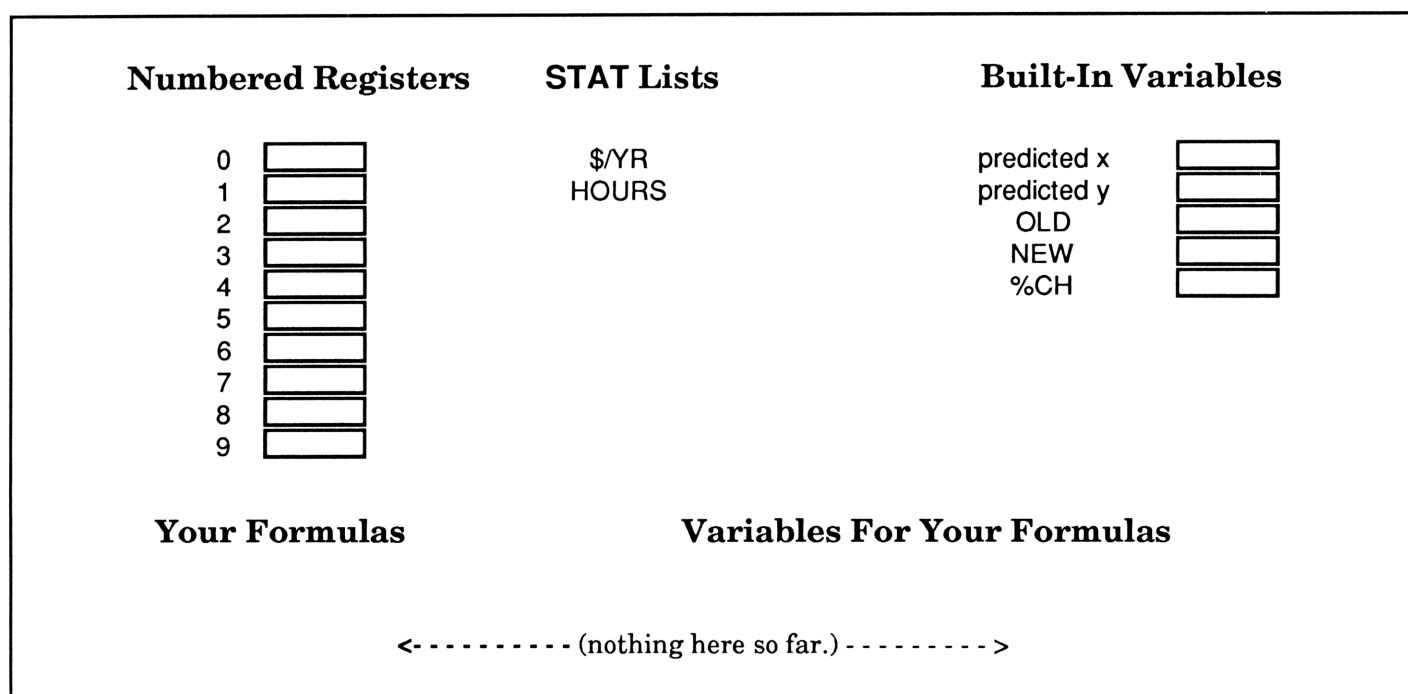 Numbered Registers STAT Lists Built-In Variables
0 $/YR predicted x
1 HOURS predicted y
2 OLD
3 NEW
4 %CH
5
6
7
8
9
Your Formulas Variables For Your Formulas
<- - - - - - - - - - (nothing here so far.) - - - - - - - - - >